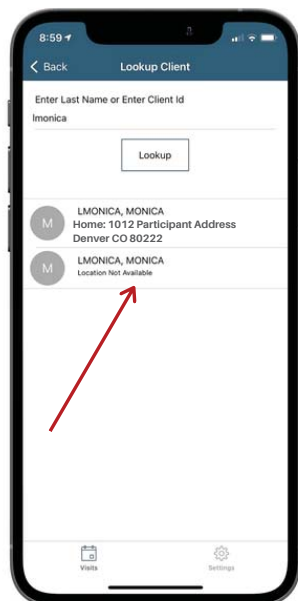 8:59
Back
Lookup Client
Enter Last Name or Enter Client Id
lmonica
Lookup
M
LMONICA, MONICA
Home: 1012 Participant Address
Denver CO 80222
M
LMONICA, MONICA
Location Not Available
Visits
Settings